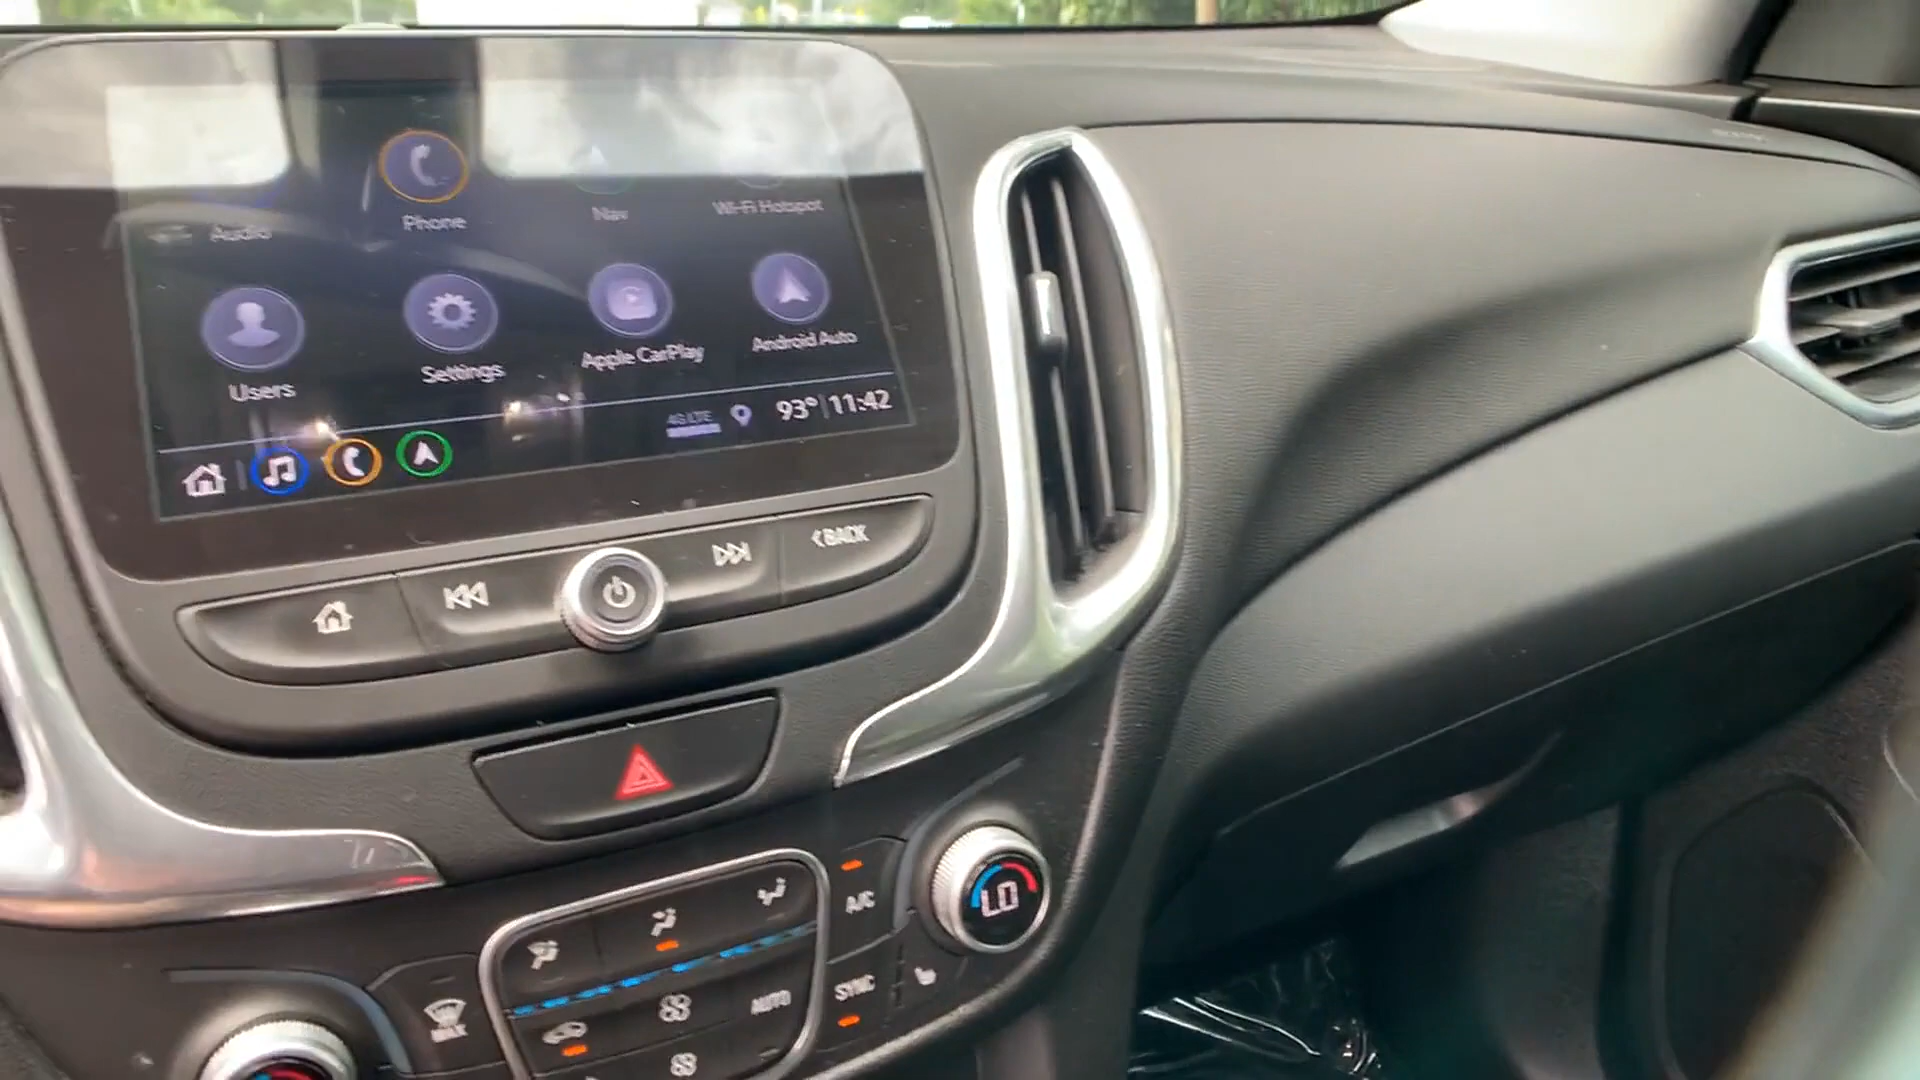 Audio
Phone
Nav
Wi-Fi Hotspot
Users
Settings
Apple CarPlay
Android Auto
4G LTE
93° 11:42
<BACK
A/C
LO
SYNC
AUTO
MAX